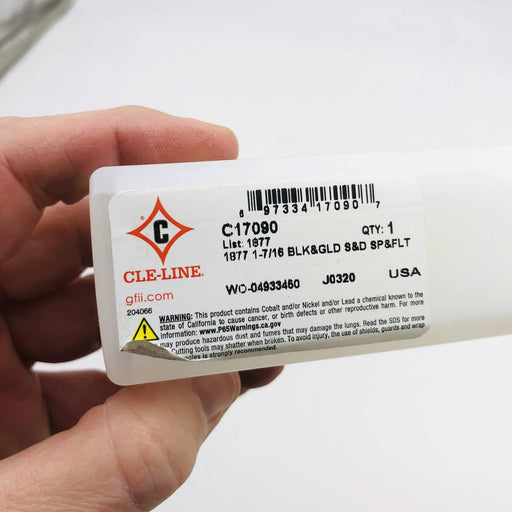 6 97334 17090 7
C
CLE-LINE®
gfii.com
204066
C17090 QTY: 1
List: 1877
1877 1-7/16 BLK&GLD S&D SP&FLT
WO-04933460 J0320 USA
WARNING: This product contains Cobalt and/or Nickel and/or Lead a chemical known to the
state of California to cause cancer, or birth defects or other reproductive harm. For more
information: www.P65Warnings.ca.gov
may produce hazardous dust and fumes that may damage the lungs. Read the SDS for more
Cutting tools may shatter when broken. To avoid injury, the use of shields, guards and wrap
is strongly recommended.